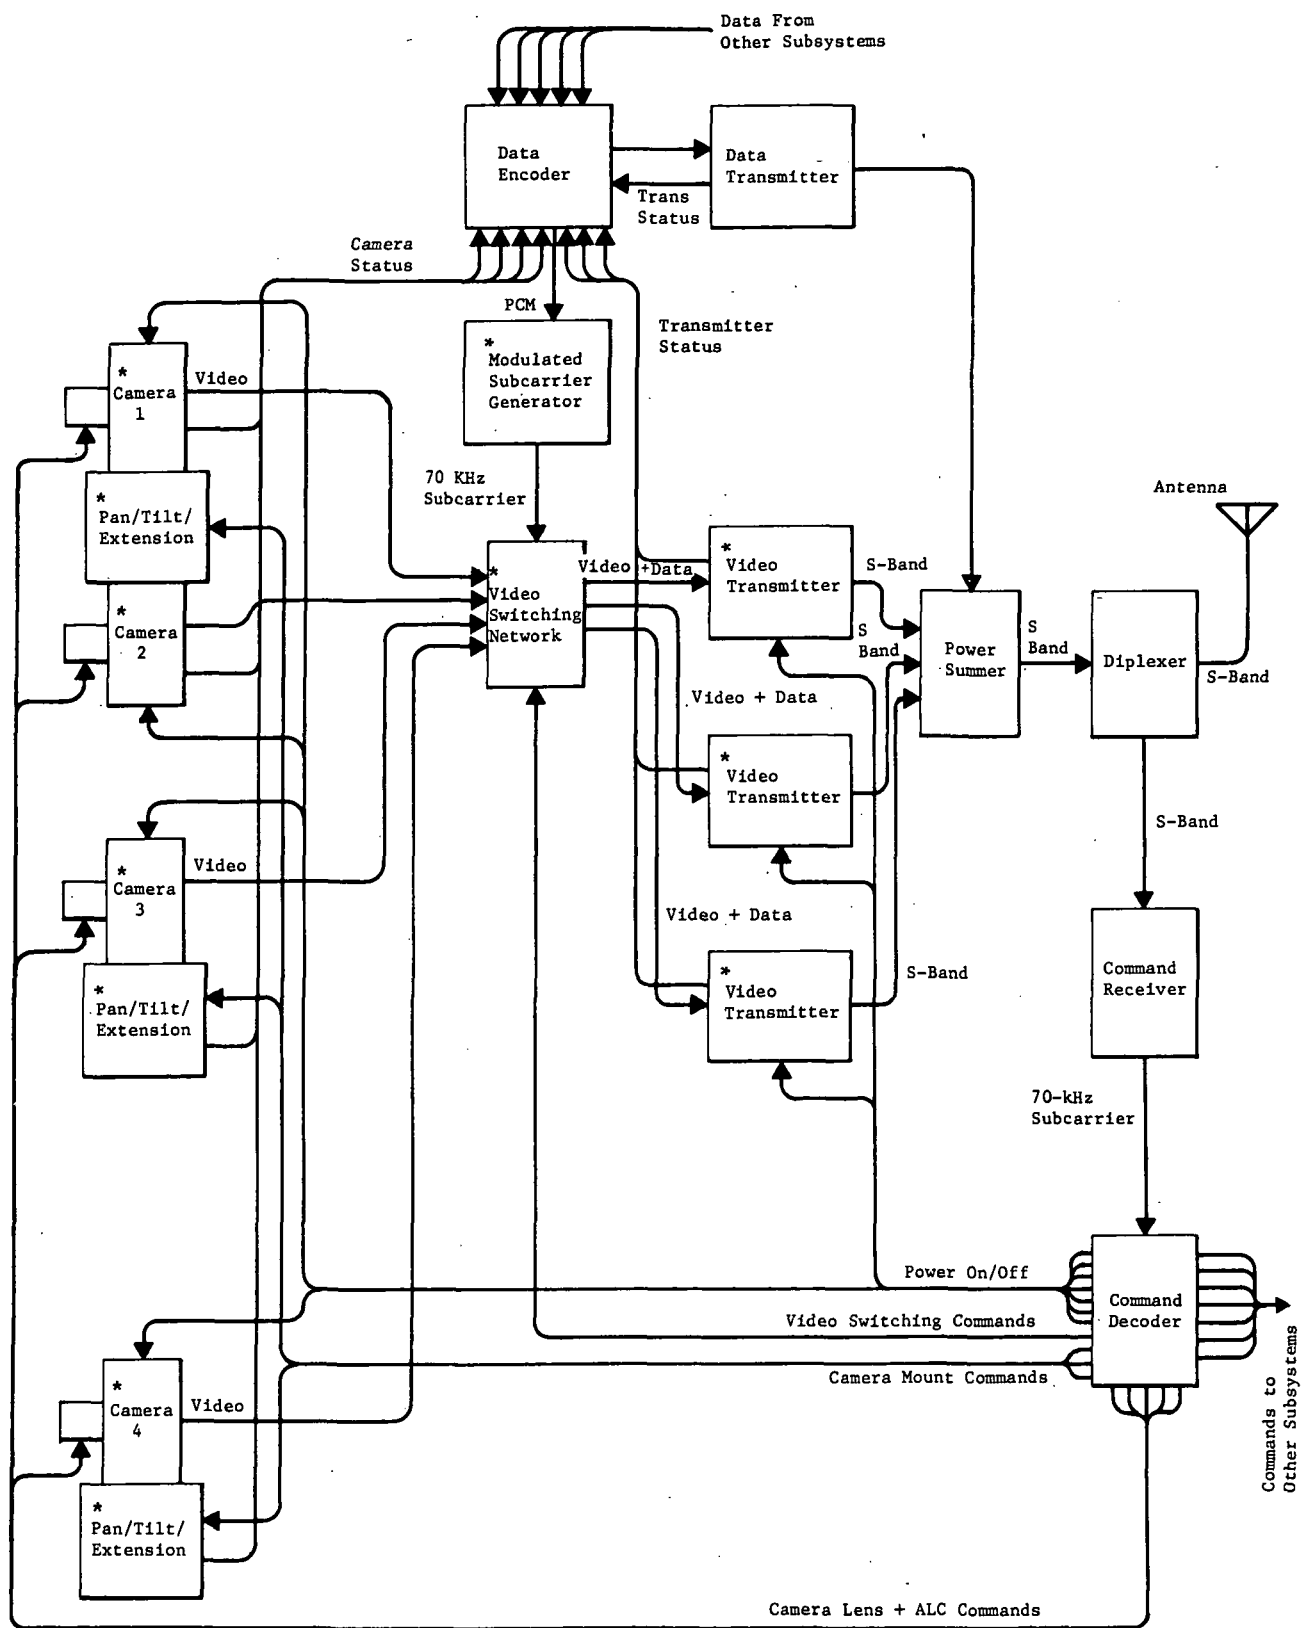 Data From
Other Subsystems
Data
Encoder
Data
Transmitter
Trans
Status
Camera
Status
PCM
Transmitter
Status
*
Modulated
Subcarrier
Generator
*
Camera
1
Video
70 KHz
Subcarrier
*
Pan/Tilt/
Extension
Antenna
*
Video
Switching
Network
Video +Data
*
Video
Transmitter
S-Band
*
Camera
2
S
Band
Power
Summer
S
Band
Diplexer
S-Band
Video + Data
*
Video
Transmitter
S-Band
*
Camera
3
Video
Video + Data
*
Pan/Tilt/
Extension
*
Video
Transmitter
S-Band
Command
Receiver
70-kHz
Subcarrier
Power On/Off
Command
Decoder
Video Switching Commands
Camera Mount Commands
Commands to
Other Subsystems
*
Camera
4
Video
*
Pan/Tilt/
Extension
Camera Lens + ALC Commands